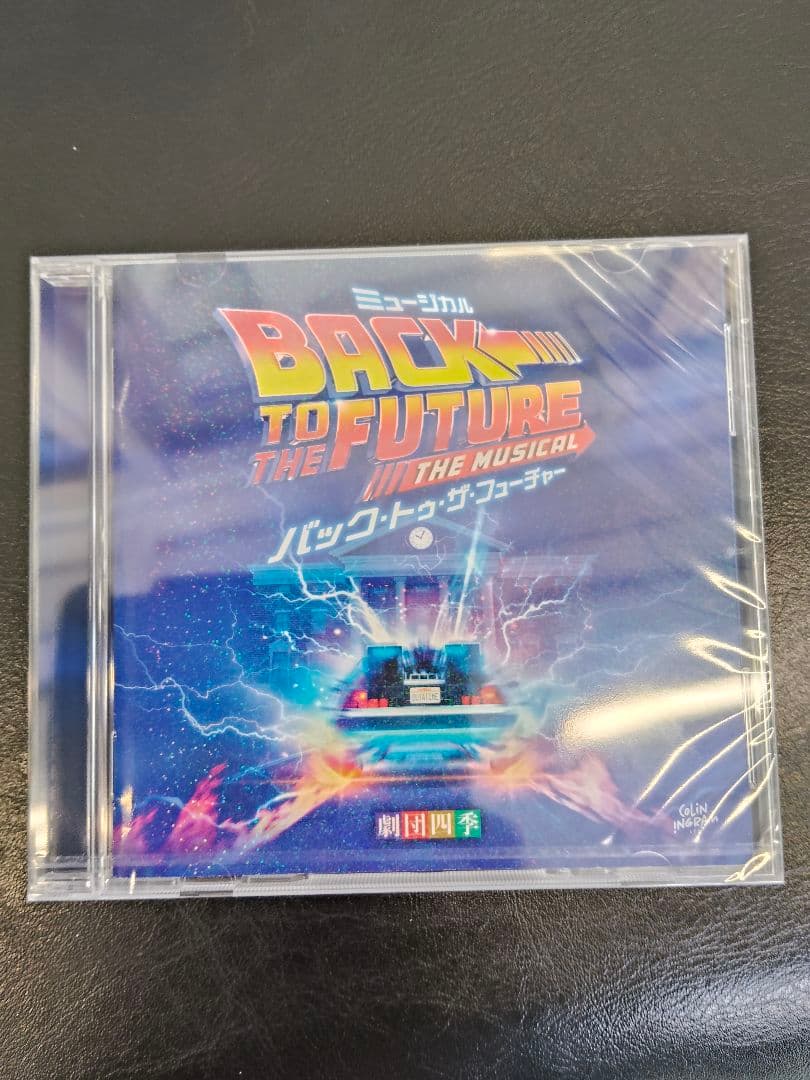 ミュージカル
BACK
TO THE FUTURE
THE MUSICAL
バック・トゥ・ザ・フューチャー
OUTATIME
劇団四季
COLIN
INGRAM